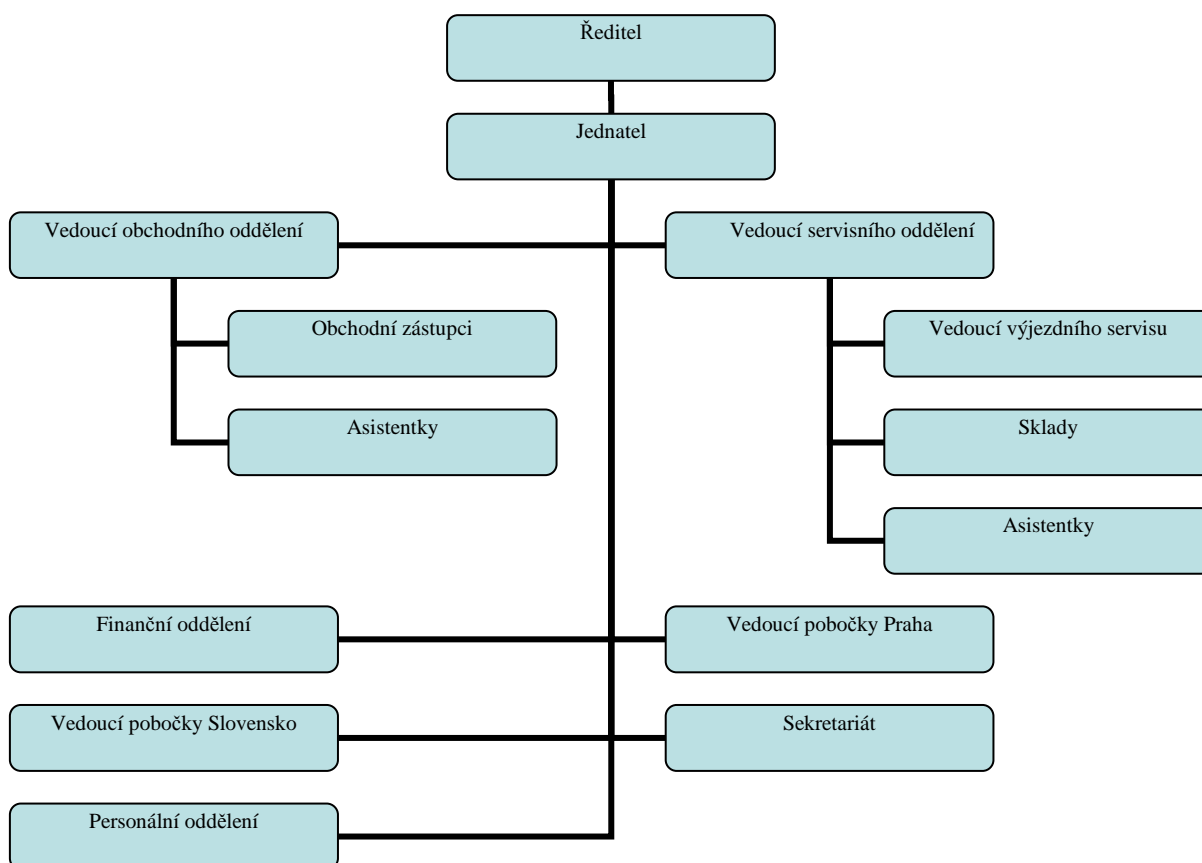 Ředitel
Jednatel
Vedoucí obchodního oddělení
Vedoucí servisního oddělení
Obchodní zástupci
Vedoucí výjezdního servisu
Asistentky
Sklady
Asistentky
Finanční oddělení
Vedoucí pobočky Praha
Vedoucí pobočky Slovensko
Sekretariát
Personální oddělení